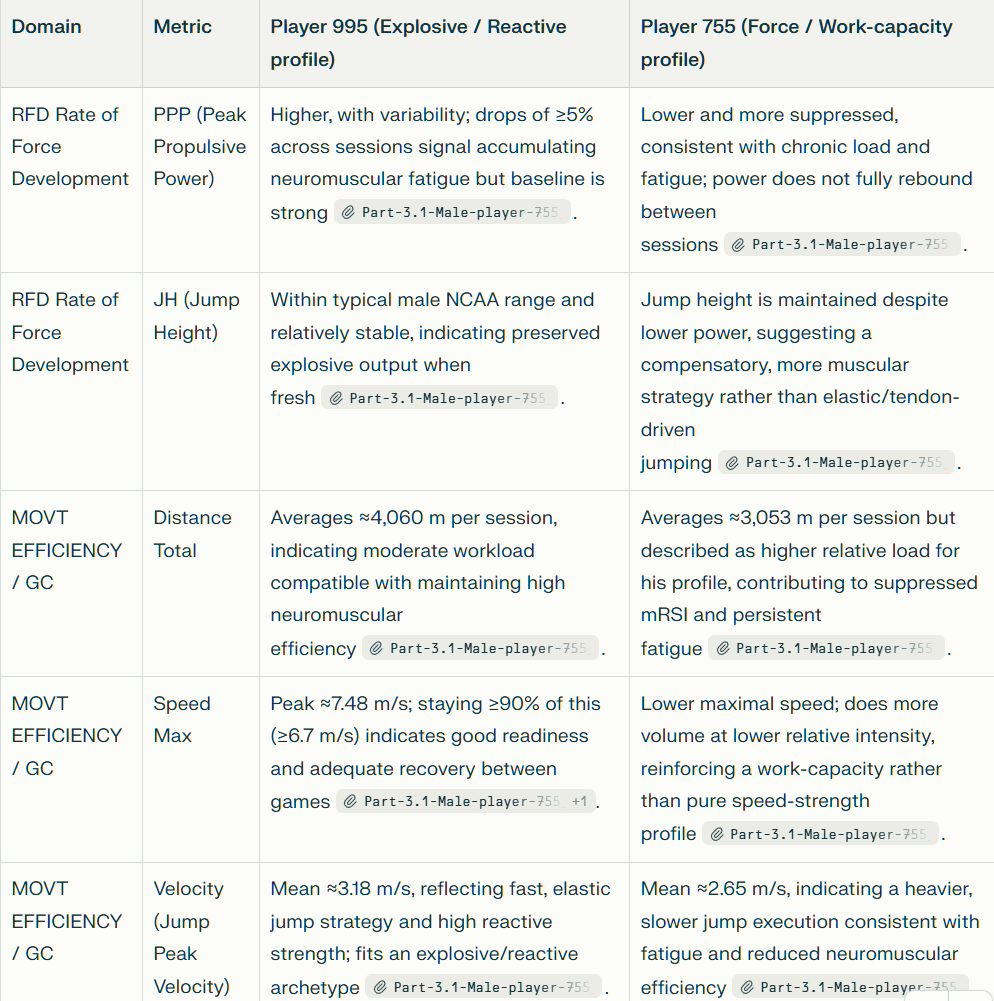 Domain
Metric
Player 995 (Explosive / Reactive
profile)
Player 755 (Force / Work-capacity
profile)
RFD Rate of
Force
Development
PPP (Peak
Propulsive
Power)
Higher, with variability; drops of ≥5%
across sessions signal accumulating
neuromuscular fatigue but baseline is
strong Part-3.1-Male-player-755 .
Lower and more suppressed,
consistent with chronic load and
fatigue; power does not fully rebound
between
sessions Part-3.1-Male-player-755 .
RFD Rate of
Force
Development
JH (Jump
Height)
Within typical male NCAA range and
relatively stable, indicating preserved
explosive output when
fresh Part-3.1-Male-player-755 .
Jump height is maintained despite
lower power, suggesting a
compensatory, more muscular
strategy rather than elastic/tendon-
driven
jumping Part-3.1-Male-player-755 .
MOVT
EFFICIENCY
/ GC
Distance
Total
Averages ≈4,060 m per session,
indicating moderate workload
compatible with maintaining high
neuromuscular
efficiency Part-3.1-Male-player-755 .
Averages ≈3,053 m per session but
described as higher relative load for
his profile, contributing to suppressed
mRSI and persistent
fatigue Part-3.1-Male-player-755 .
MOVT
EFFICIENCY
/ GC
Speed
Max
Peak ≈7.48 m/s; staying ≥90% of this
(≥6.7 m/s) indicates good readiness
and adequate recovery between
games Part-3.1-Male-player-755 +1 .
Lower maximal speed; does more
volume at lower relative intensity,
reinforcing a work-capacity rather
than pure speed-strength
profile Part-3.1-Male-player-755 .
MOVT
EFFICIENCY
/ GC
Velocity
(Jump
Peak
Velocity)
Mean ≈3.18 m/s, reflecting fast, elastic
jump strategy and high reactive
strength; fits an explosive/reactive
archetype Part-3.1-Male-player-755 .
Mean ≈2.65 m/s, indicating a heavier,
slower jump execution consistent with
fatigue and reduced neuromuscular
efficiency Part-3.1-Male-player-755 .